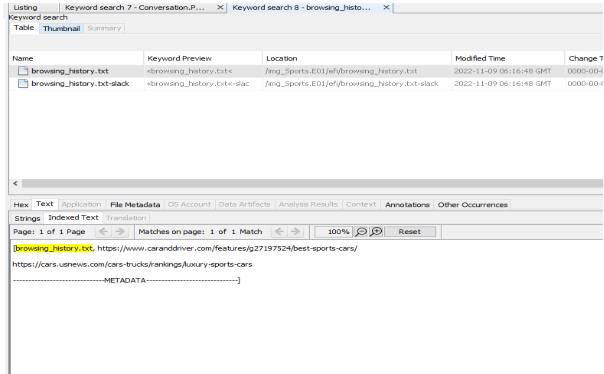 Listing Keyword search 7 - Conversation.P... × Keyword search 8 - browsing_histo... ×
Keyword search
Table Thumbnail Summary
Name Keyword Preview Location Modified Time Change T
browsing_history.txt «browsing_history.txt< /img_Sports.E01/efi/browsing_history.txt 2022-11-09 06:16:48 GMT 0000-00-0
browsing_history.txt-slack «browsing_history.txt«-slac /img_Sports.E01/efi/browsing_history.txt-slack 2022-11-09 06:16:48 GMT 0000-00-0
Hex Text Application File Metadata OS Account Data Artifacts Analysis Results Context Annotations Other Occurrences
Strings Indexed Text Translation
Page: 1 of 1 Page Matches on page: 1 of 1 Match 100% Reset
[browsing_history.txt, https://www.caranddriver.com/features/g27197524/best-sports-cars/
https://cars.usnews.com/cars-trucks/rankings/luxury-sports-cars
------------------------------METADATA------------------------------]